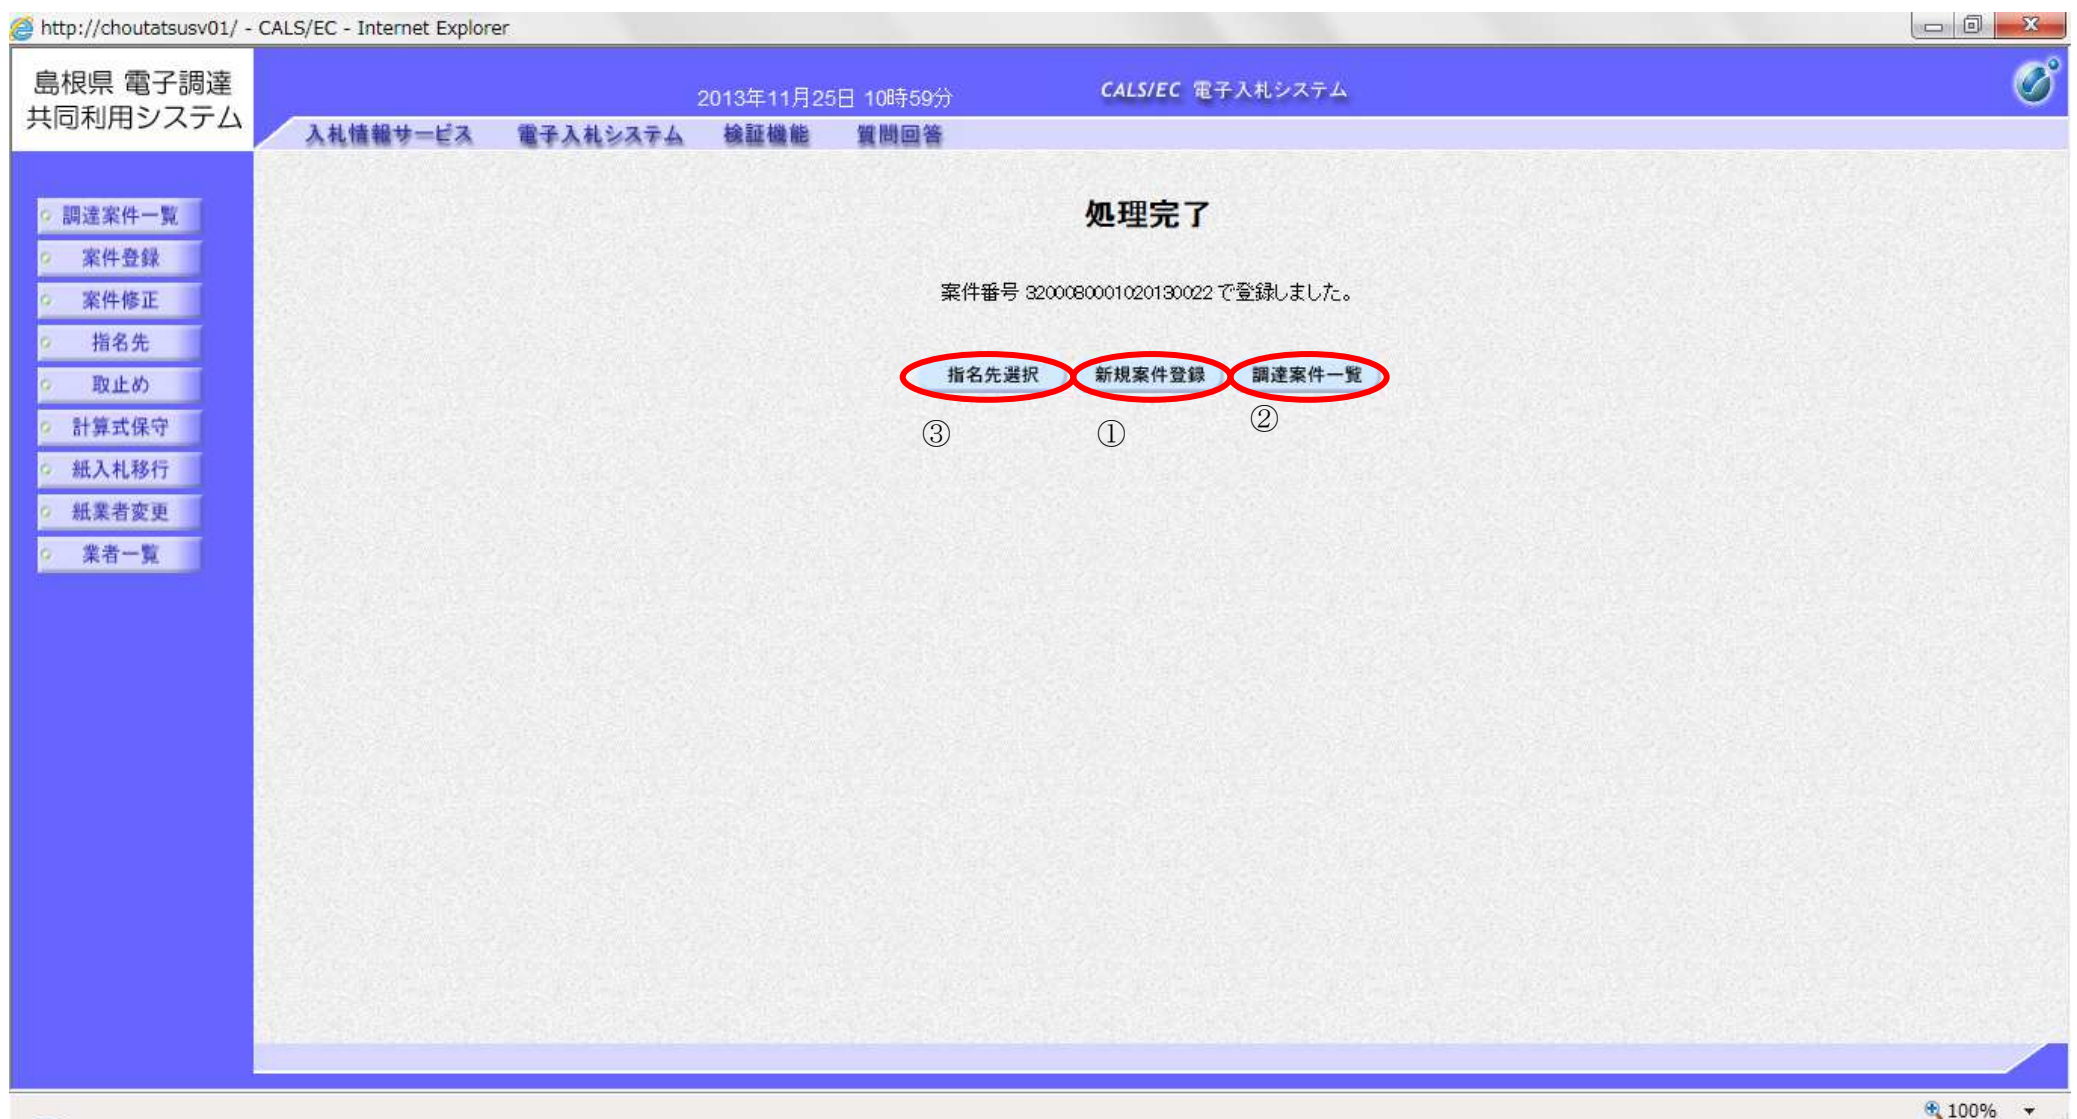 http://choutatsusv01/ - CALS/EC - Internet Explorer
島根県 電子調達
共同利用システム
2013年11月25日 10時59分
CALS/EC 電子入札システム
入札情報サービス 電子入札システム 検証機能 質問回答
調達案件一覧
案件登録
案件修正
指名先
取止め
計算式保守
紙入札移行
紙業者変更
業者一覧
処理完了
案件番号 3200080001020130022 で登録しました。
指名先選択 新規案件登録 調達案件一覧
③ ① ②
100%